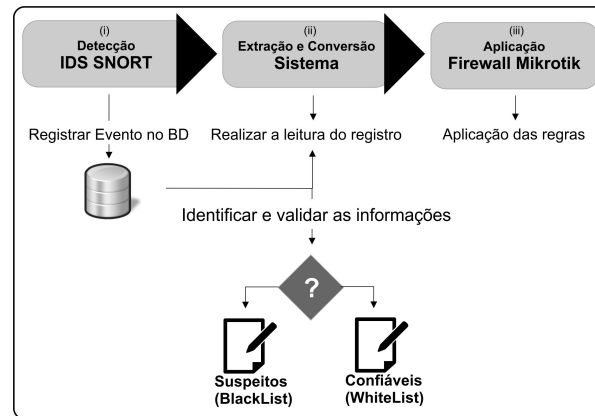 (i)
Detecção
IDS SNORT
(ii)
Extração e Conversão
Sistema
(iii)
Aplicação
Firewall Mikrotik
Registrar Evento no BD
Realizar a leitura do registro
Aplicação das regras
Identificar e validar as informações
?
Suspeitos
(BlackList)
Confiáveis
(WhiteList)